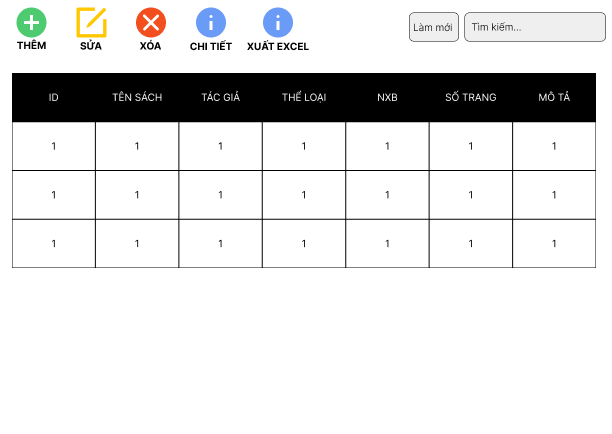 THÊM SỬA XÓA CHI TIẾT XUẤT EXCEL Làm mới Tìm kiếm...
ID TÊN SÁCH TÁC GIẢ THỂ LOẠI NXB SỐ TRANG MÔ TẢ
1 1 1 1 1 1 1
1 1 1 1 1 1 1
1 1 1 1 1 1 1